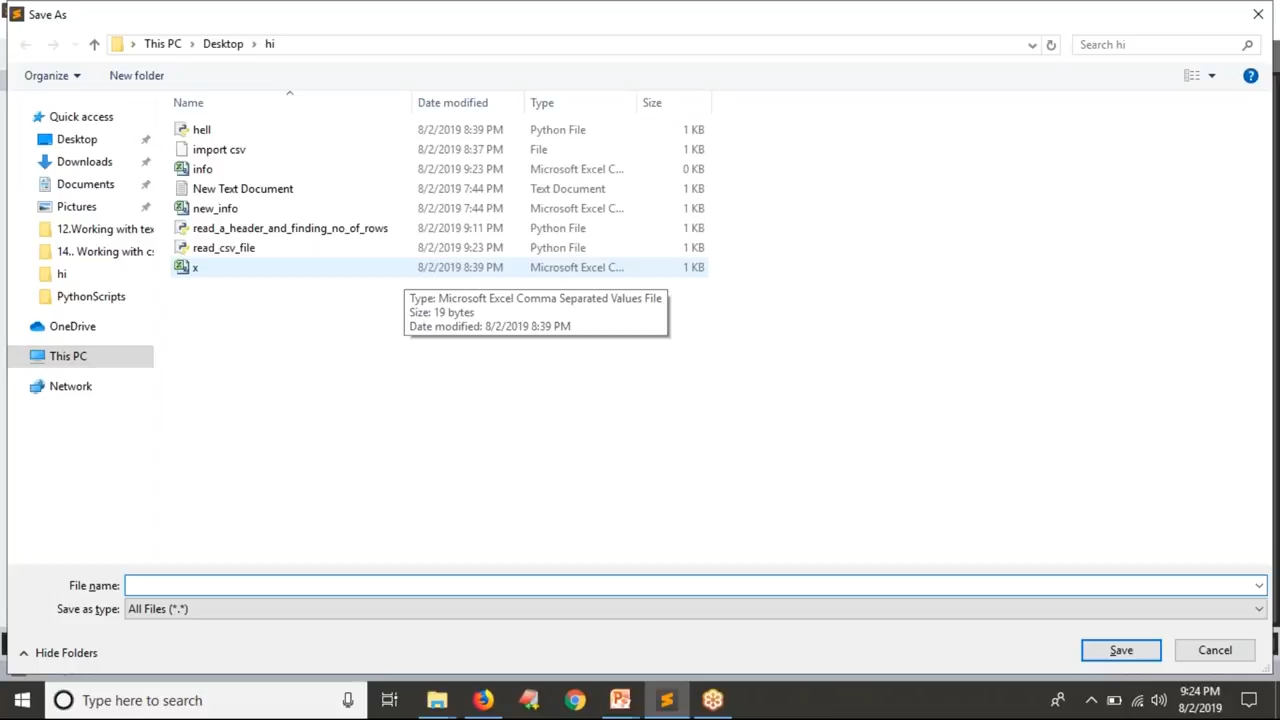 Save As
This PC
Desktop
hi
Search hi
Organize
New folder
Name
Date modified
Type
Size
Quick access
Desktop
Downloads
Documents
Pictures
12.Working with tex
14.. Working with cs
hi
PythonScripts
OneDrive
This PC
Network
hell 8/2/2019 8:39 PM Python File 1 KB
import csv 8/2/2019 8:37 PM File 1 KB
info 8/2/2019 9:23 PM Microsoft Excel C... 0 KB
New Text Document 8/2/2019 7:44 PM Text Document 1 KB
new_info 8/2/2019 7:44 PM Microsoft Excel C... 1 KB
read_a_header_and_finding_no_of_rows 8/2/2019 9:11 PM Python File 1 KB
read_csv_file 8/2/2019 9:23 PM Python File 1 KB
x 8/2/2019 8:39 PM Microsoft Excel C... 1 KB
Type: Microsoft Excel Comma Separated Values File
Size: 19 bytes
Date modified: 8/2/2019 8:39 PM
File name:
Save as type: All Files (*.*)
Hide Folders
Save
Cancel
Type here to search
9:24 PM
8/2/2019